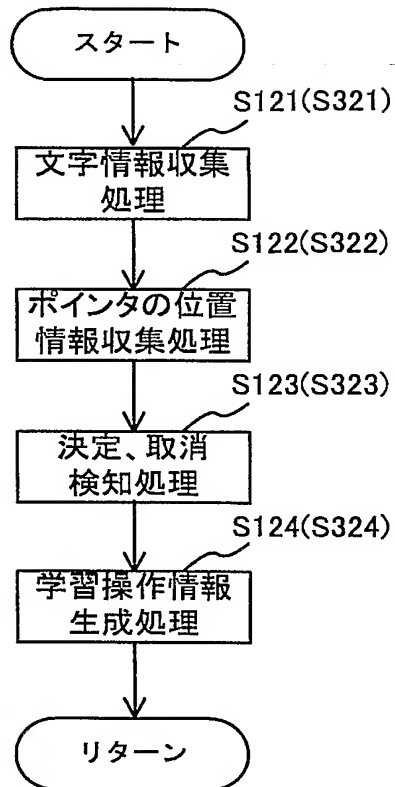 スタート
S121(S321)
文字情報収集
処理
S122(S322)
ポインタの位置
情報収集処理
S123(S323)
決定、取消
検知処理
S124(S324)
学習操作情報
生成処理
リターン